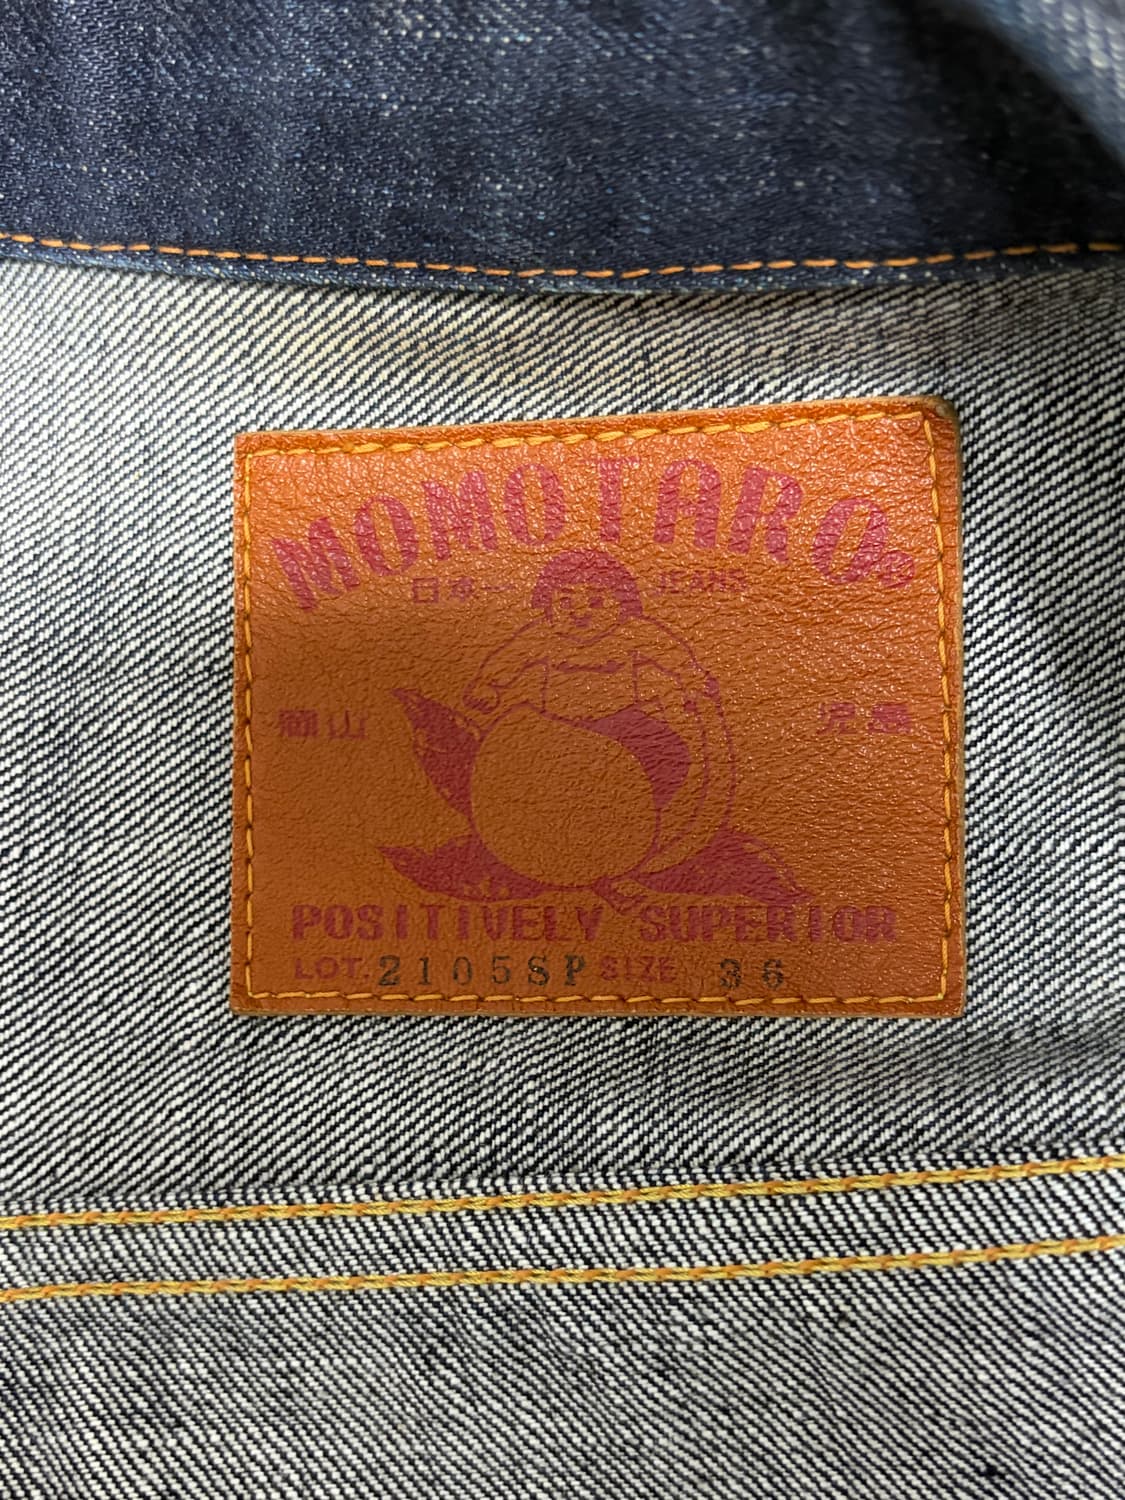 MOMOTARO
日本一 JEANS
岡山 児島
POSITIVELY SUPERIOR
LOT. 2105SP SIZE 36